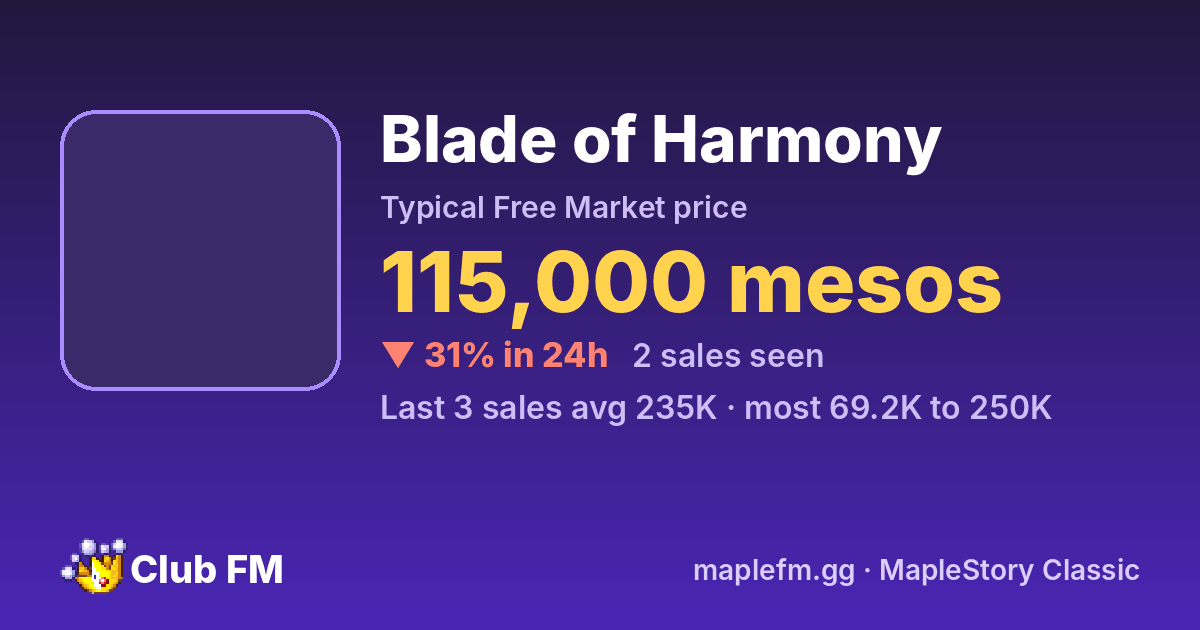 Blade of Harmony
Typical Free Market price
115,000 mesos
▼ 31% in 24h 2 sales seen
Last 3 sales avg 235K · most 69.2K to 250K
Club FM
maplefm.gg · MapleStory Classic